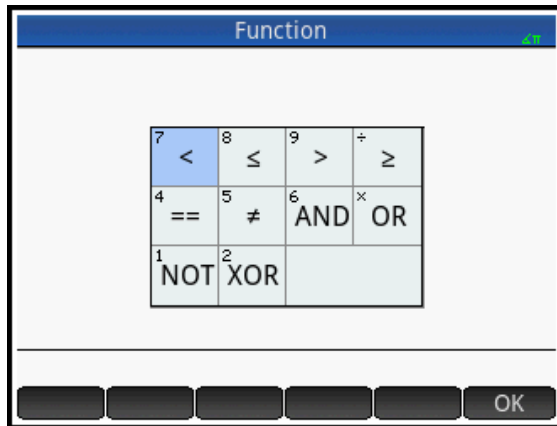 Function
∡π
7 < 8 ≤ 9 > ÷ ≥
4 == 5 ≠ 6 AND × OR
1 NOT 2 XOR
OK